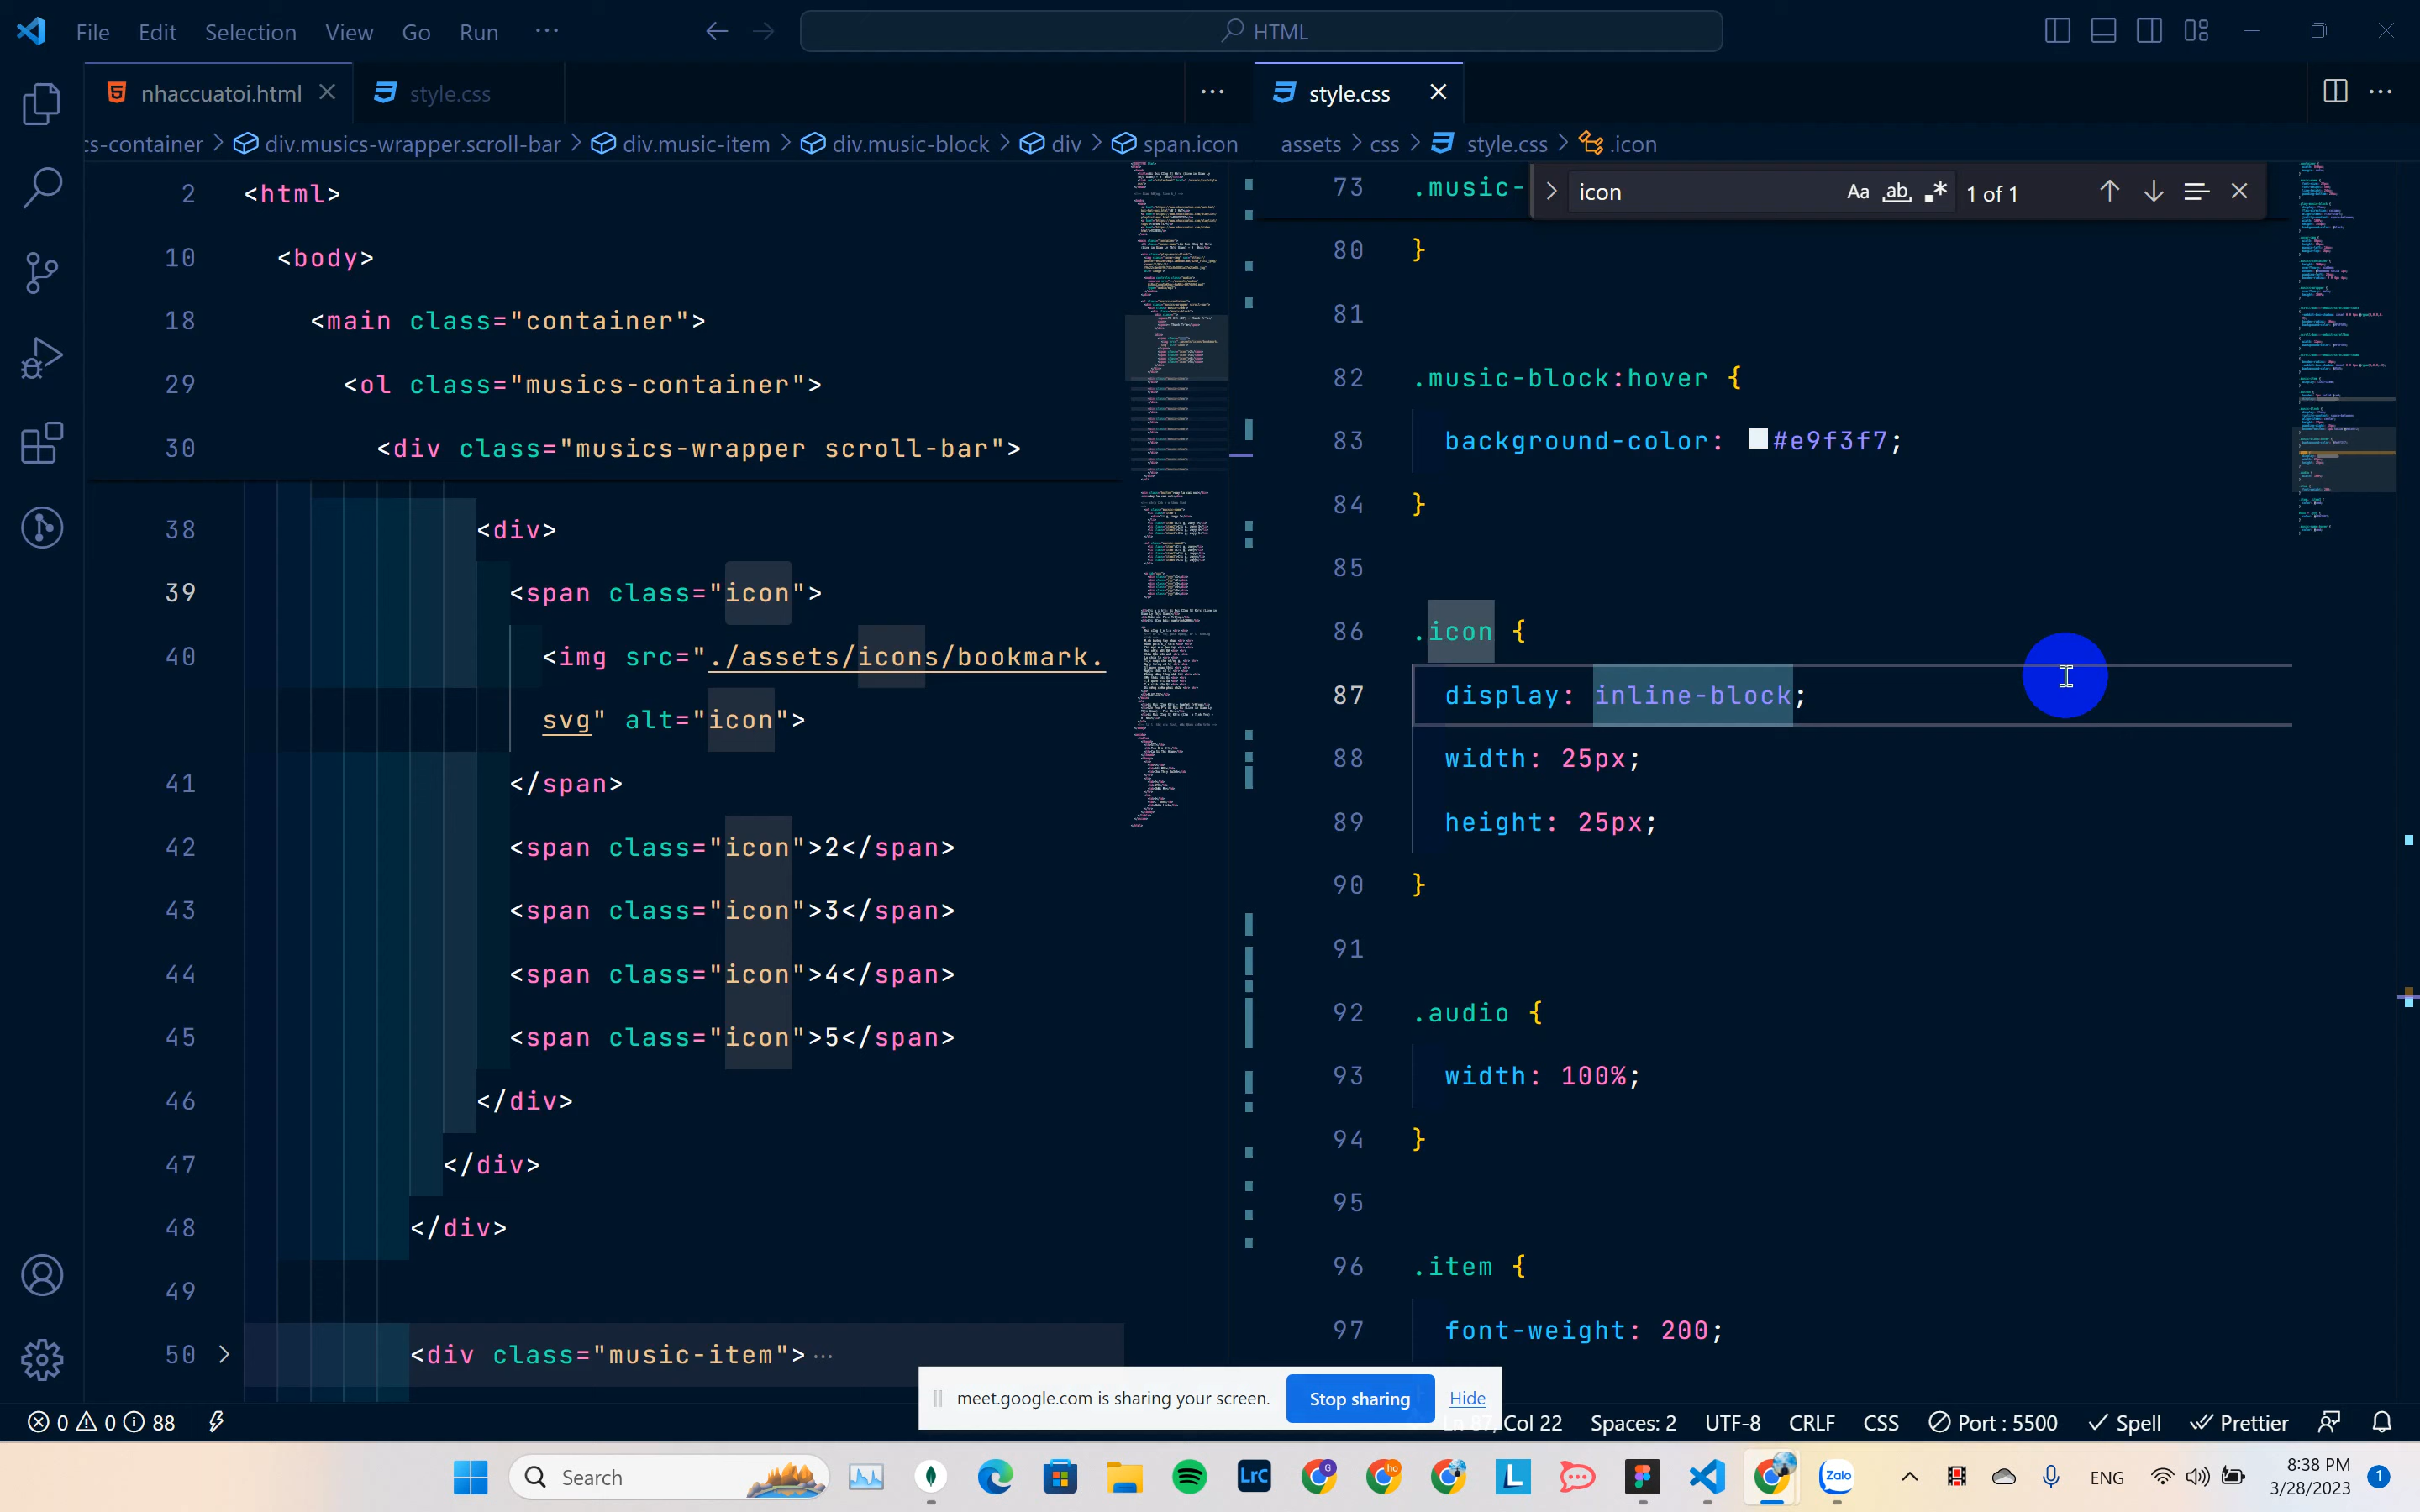 File Edit Selection View Go Run ··· HTML
nhaccuatoi.html style.css
style.css
cs-container > div.musics-wrapper.scroll-bar > div.music-item > div.music-block > div > span.icon
assets > css > style.css > .icon
icon Aa ab 1 of 1
2 <html>
10 <body>
18 <main class="container">
29 <ol class="musics-container">
30 <div class="musics-wrapper scroll-bar">
38 <div>
39 <span class="icon">
40 <img src="./assets/icons/bookmark.
svg" alt="icon">
41 </span>
42 <span class="icon">2</span>
43 <span class="icon">3</span>
44 <span class="icon">4</span>
45 <span class="icon">5</span>
46 </div>
47 </div>
48 </div>
49
50 <div class="music-item">···
73 .music-
80 }
81
82 .music-block:hover {
83 background-color: #e9f3f7;
84 }
85
86 .icon {
87 display: inline-block;
88 width: 25px;
89 height: 25px;
90 }
91
92 .audio {
93 width: 100%;
94 }
95
96 .item {
97 font-weight: 200;
meet.google.com is sharing your screen. Stop sharing Hide
0 0 88 Col 22 Spaces: 2 UTF-8 CRLF CSS Port : 5500 Spell Prettier
Search LrC G ho L Zalo ENG 8:38 PM 1
3/28/2023